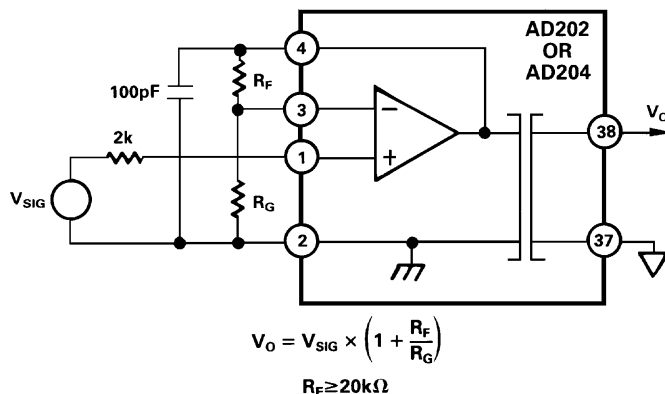 AD202
OR
AD204
4
R_F
100pF
3
V_O
2k
1
38
V_SIG
R_G
2
37
V_O = V_SIG × (1 + R_F/R_G)
R_F≥20kΩ